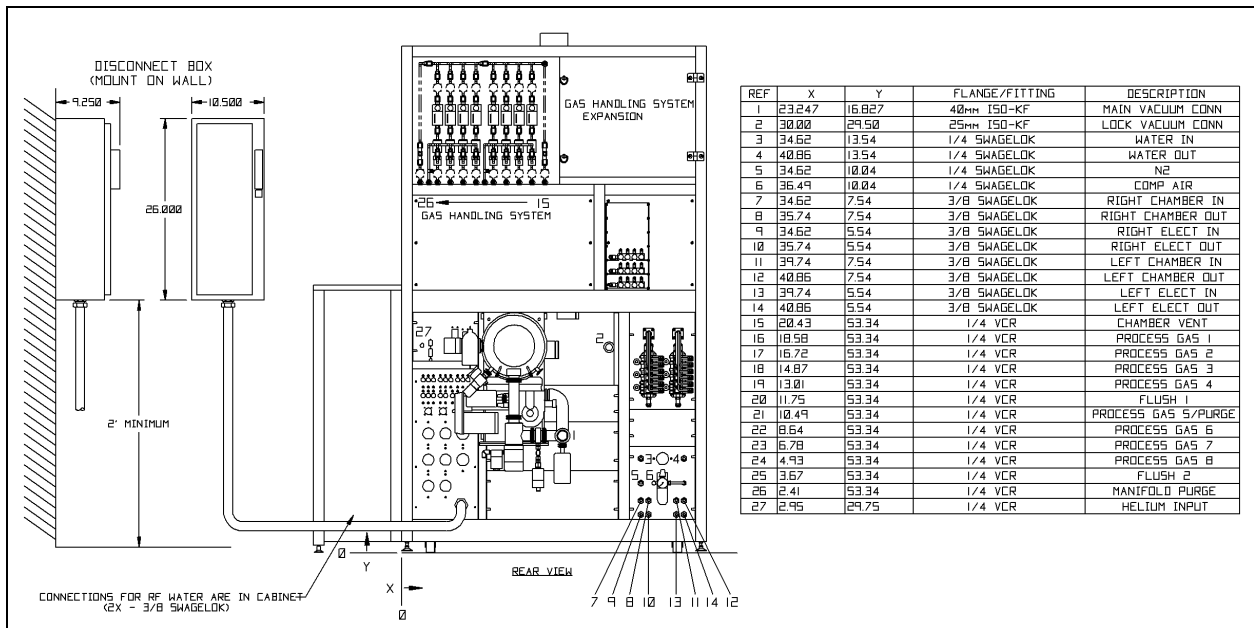 DISCONNECT BOX
(MOUNT ON WALL)
9.250
10.500
26.000
2' MINIMUM
GAS HANDLING SYSTEM
EXPANSION
26 15
GAS HANDLING SYSTEM
27
2
1
3 4
5 6
0
Y
X
0
REAR VIEW
7 9 8 10 13 11 14 12
CONNECTIONS FOR RF WATER ARE IN CABINET
(2X - 3/8 SWAGELOK)
REF X Y FLANGE/FITTING DESCRIPTION
1 23.247 16.827 40mm ISO-KF MAIN VACUUM CONN
2 30.00 29.50 25mm ISO-KF LOCK VACUUM CONN
3 34.62 13.54 1/4 SWAGELOK WATER IN
4 40.86 13.54 1/4 SWAGELOK WATER OUT
5 34.62 10.04 1/4 SWAGELOK N2
6 36.49 10.04 1/4 SWAGELOK COMP AIR
7 34.62 7.54 3/8 SWAGELOK RIGHT CHAMBER IN
8 35.74 7.54 3/8 SWAGELOK RIGHT CHAMBER OUT
9 34.62 5.54 3/8 SWAGELOK RIGHT ELECT IN
10 35.74 5.54 3/8 SWAGELOK RIGHT ELECT OUT
11 39.74 7.54 3/8 SWAGELOK LEFT CHAMBER IN
12 40.86 7.54 3/8 SWAGELOK LEFT CHAMBER OUT
13 39.74 5.54 3/8 SWAGELOK LEFT ELECT IN
14 40.86 5.54 3/8 SWAGELOK LEFT ELECT OUT
15 20.43 53.34 1/4 VCR CHAMBER VENT
16 18.58 53.34 1/4 VCR PROCESS GAS 1
17 16.72 53.34 1/4 VCR PROCESS GAS 2
18 14.87 53.34 1/4 VCR PROCESS GAS 3
19 13.01 53.34 1/4 VCR PROCESS GAS 4
20 11.75 53.34 1/4 VCR FLUSH 1
21 10.49 53.34 1/4 VCR PROCESS GAS 5/PURGE
22 8.64 53.34 1/4 VCR PROCESS GAS 6
23 6.78 53.34 1/4 VCR PROCESS GAS 7
24 4.93 53.34 1/4 VCR PROCESS GAS 8
25 3.67 53.34 1/4 VCR FLUSH 2
26 2.41 53.34 1/4 VCR MANIFOLD PURGE
27 2.95 29.75 1/4 VCR HELIUM INPUT